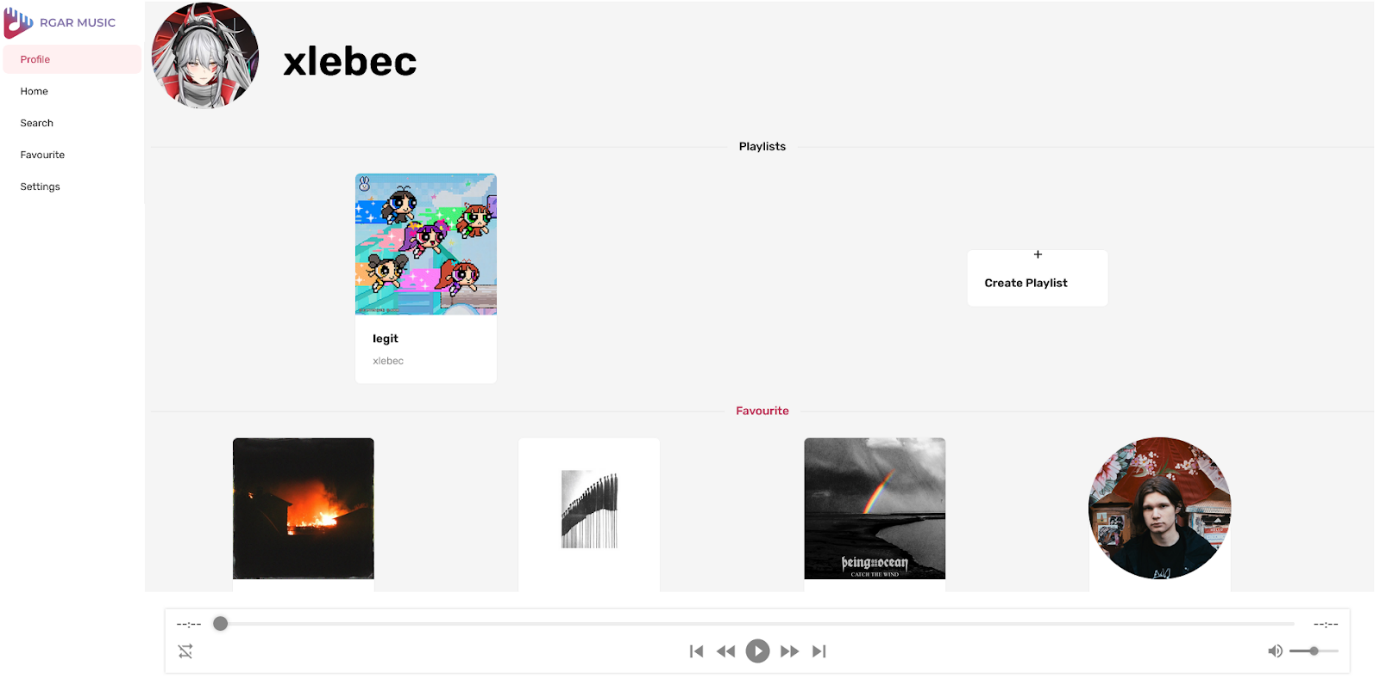 RGAR MUSIC
Profile
Home
Search
Favourite
Settings
xlebec
Playlists
legit
xlebec
+
Create Playlist
Favourite
being as an ocean
CATCH THE WIND
--:--
--:--